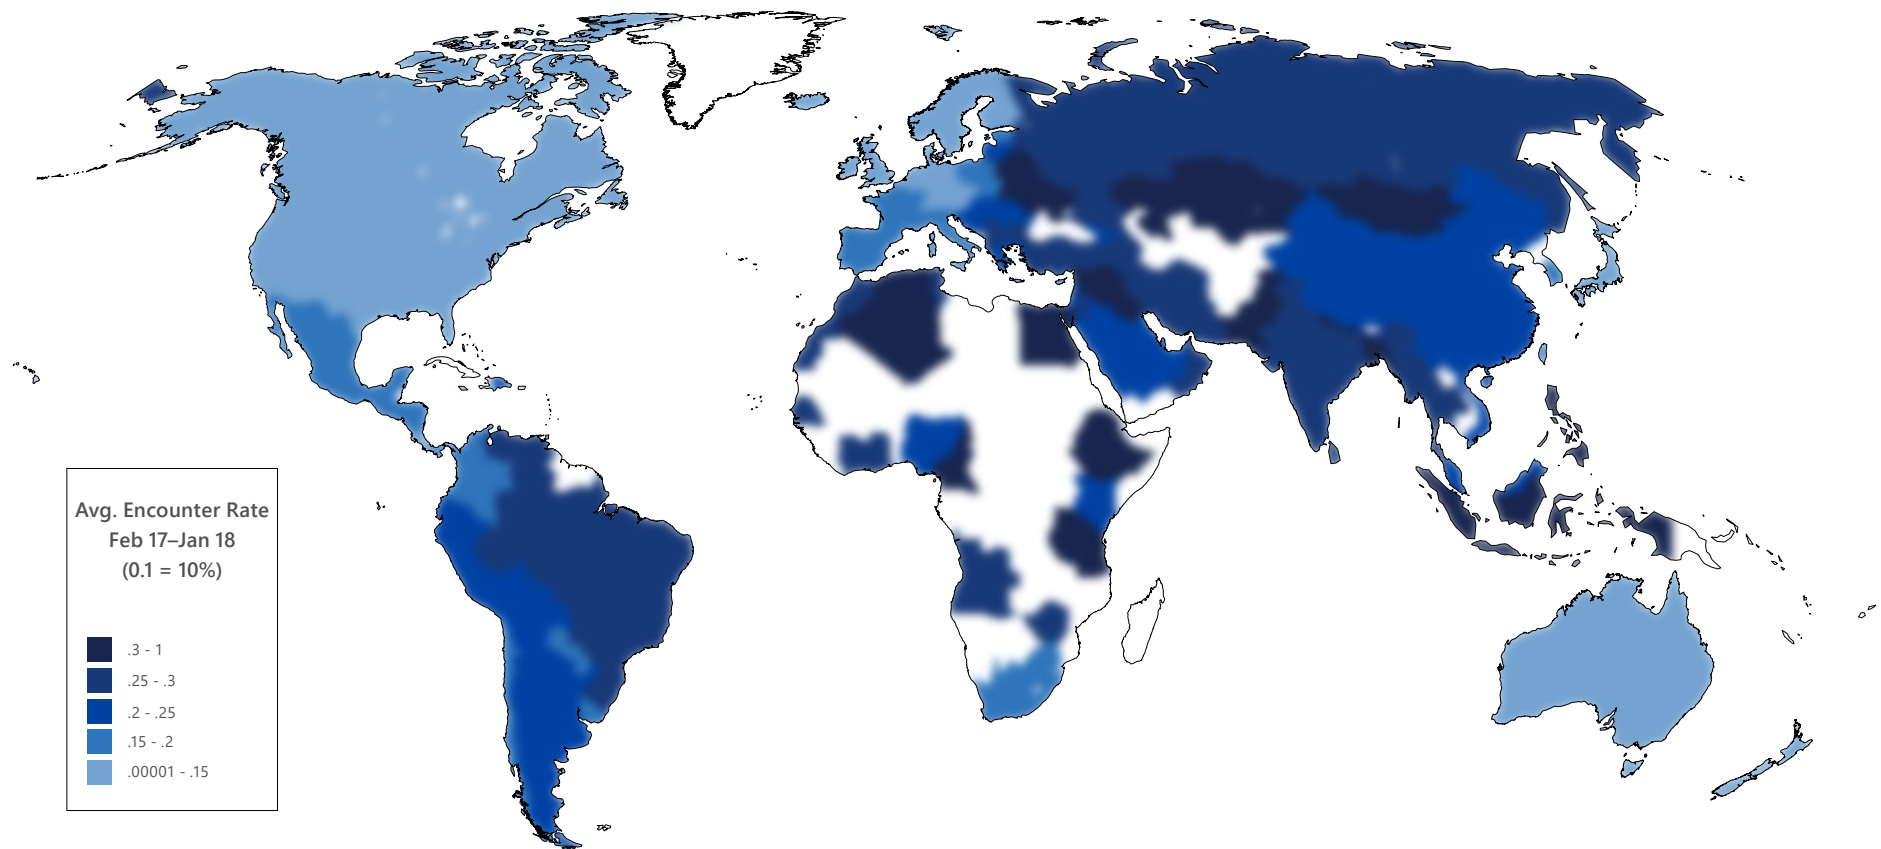 Avg. Encounter Rate
Feb 17–Jan 18
(0.1 = 10%)
.3 - 1
.25 - .3
.2 - .25
.15 - .2
.00001 - .15